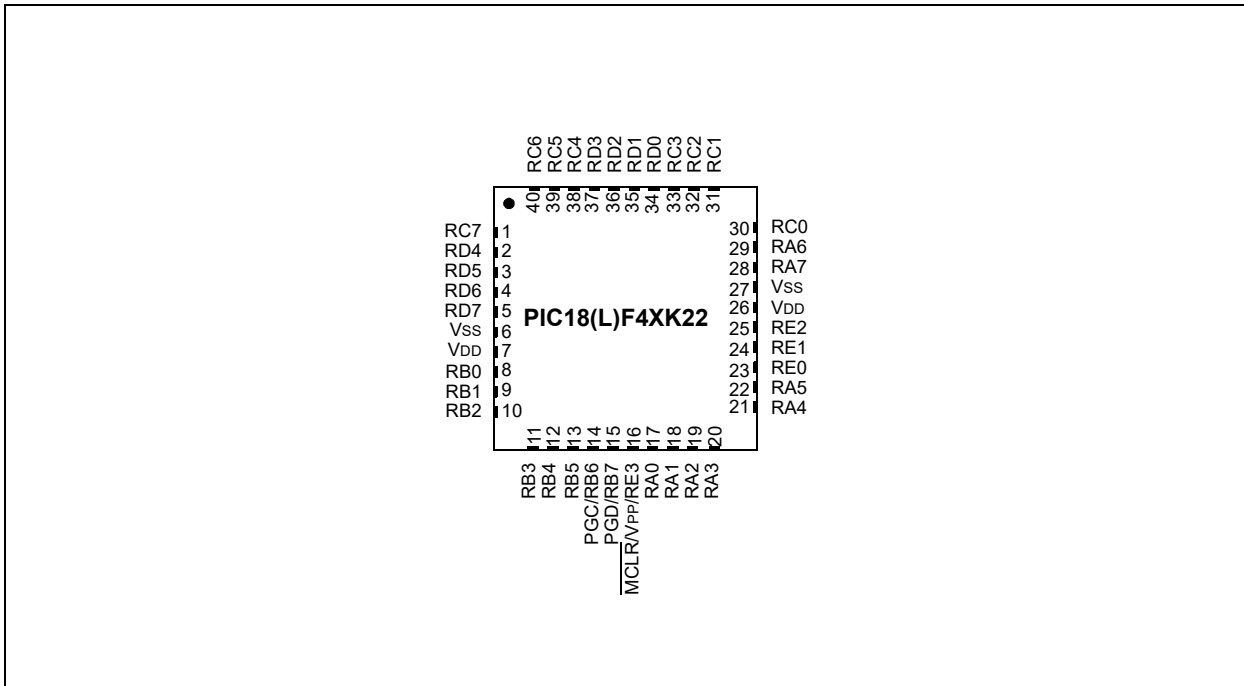 RC6
RC5
RC4
RD3
RD2
RD1
RD0
RC3
RC2
RC1
40
39
38
37
36
35
34
33
32
31
RC7 1
RD4 2
RD5 3
RD6 4
RD7 5
VSS 6
VDD 7
RB0 8
RB1 9
RB2 10
PIC18(L)F4XK22
30 RC0
29 RA6
28 RA7
27 VSS
26 VDD
25 RE2
24 RE1
23 RE0
22 RA5
21 RA4
11
12
13
14
15
16
17
18
19
20
RB3
RB4
RB5
PGC/RB6
PGD/RB7
MCLR/VPP/RE3
RA0
RA1
RA2
RA3